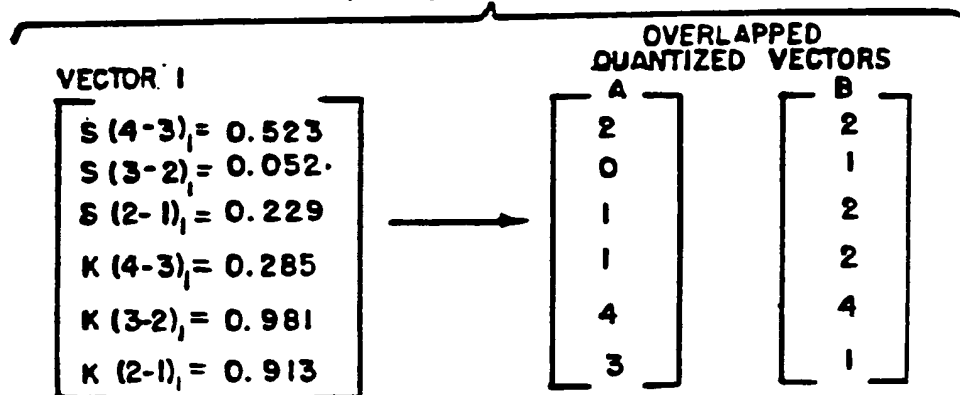 OVERLAPPED
QUANTIZED VECTORS
VECTOR 1
A B
S (4-3)₁ = 0.523 2 2
S (3-2)₁ = 0.052. 0 1
S (2-1)₁ = 0.229 1 2
K (4-3)₁ = 0.285 1 2
K (3-2)₁ = 0.981 4 4
K (2-1)₁ = 0.913 3 1